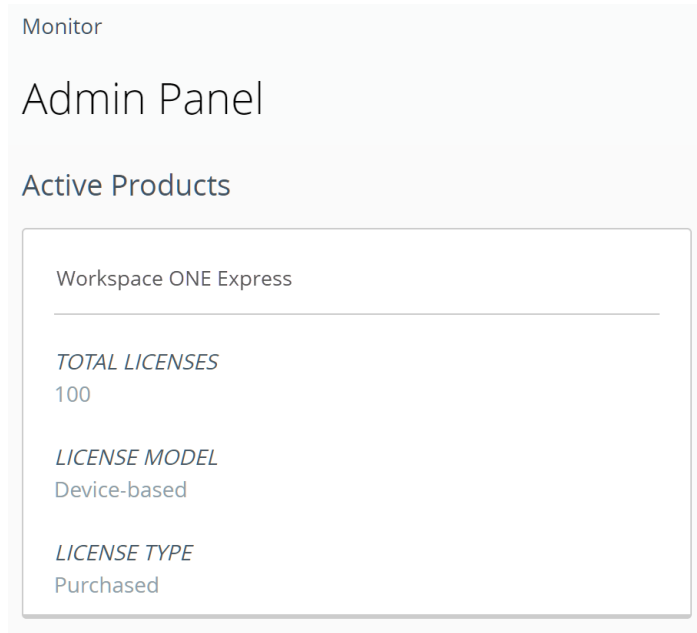 Monitor
Admin Panel
Active Products
Workspace ONE Express
TOTAL LICENSES
100
LICENSE MODEL
Device-based
LICENSE TYPE
Purchased